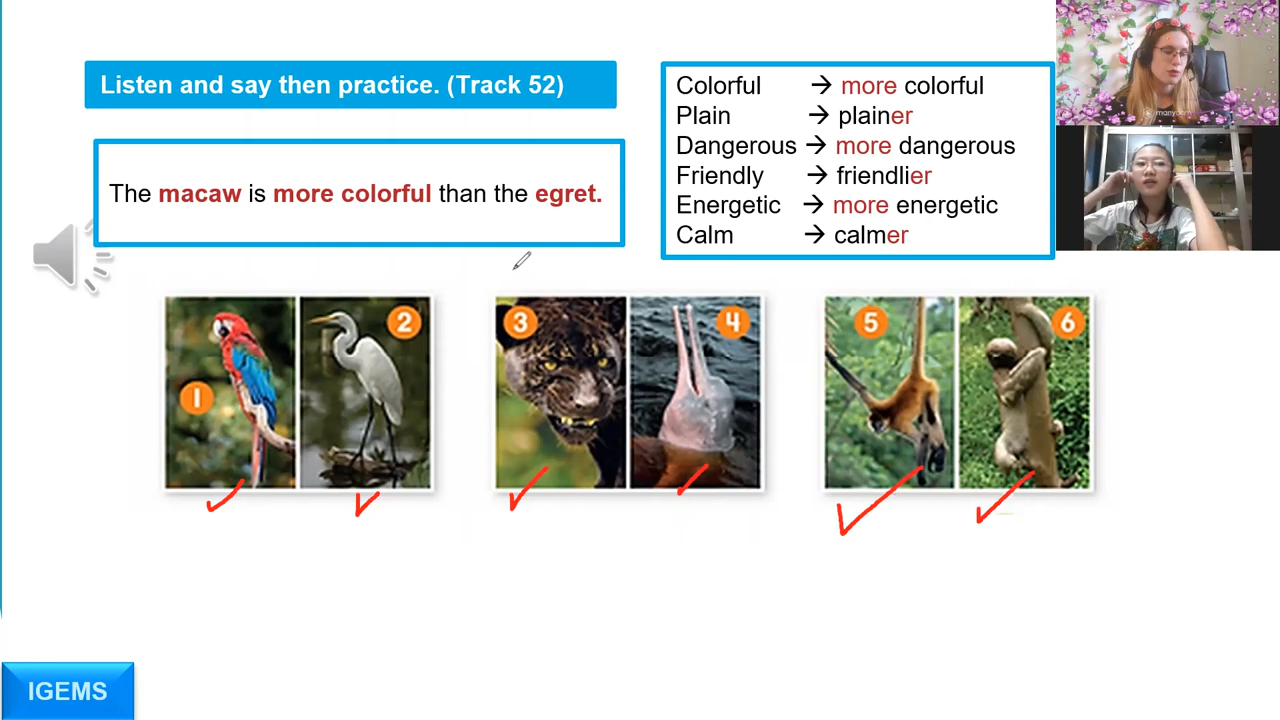 Listen and say then practice. (Track 52)
The macaw is more colorful than the egret.
Colorful → more colorful
Plain → plainer
Dangerous → more dangerous
Friendly → friendlier
Energetic → more energetic
Calm → calmer
1
2
3
4
5
6
IGEMS